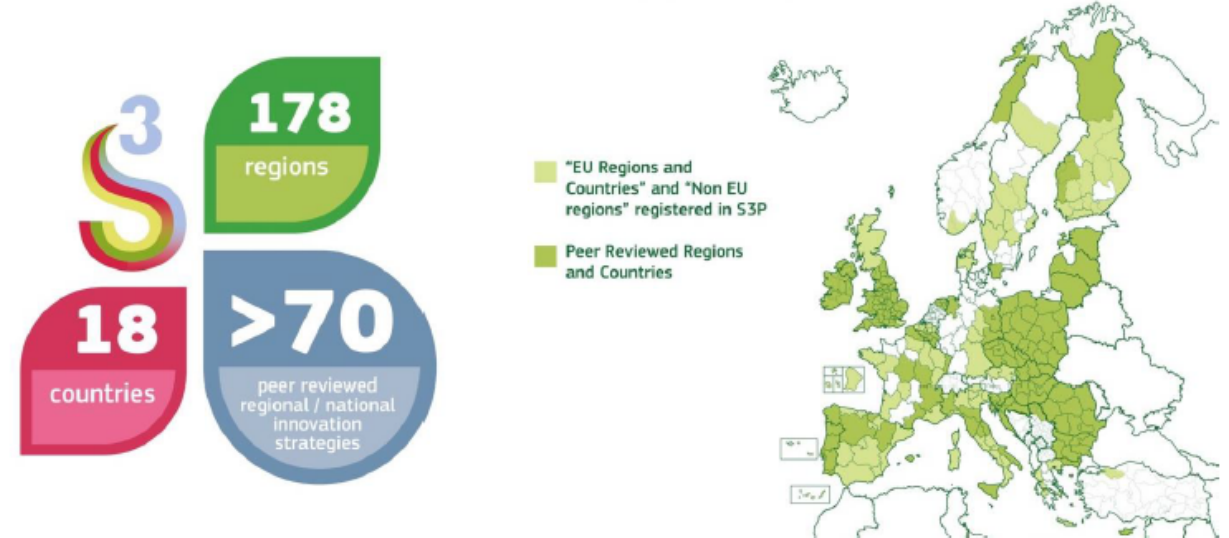 S3
178
regions
18
countries
>70
peer reviewed
regional / national
innovation
strategies
"EU Regions and
Countries" and "Non EU
regions" registered in S3P
Peer Reviewed Regions
and Countries